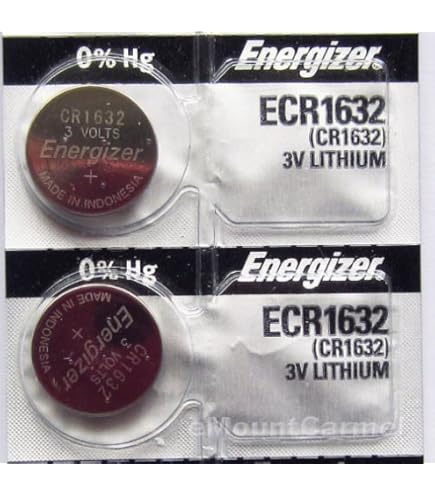 0% Hg
Energizer
CR1632
3 VOLTS
Energizer
+
MADE IN INDONESIA
ECR1632
(CR1632)
3V LITHIUM
0% Hg
Energizer
CR1632
3 VOLTS
Energizer
+
MADE IN INDONESIA
ECR1632
(CR1632)
3V LITHIUM
eMountCarmel